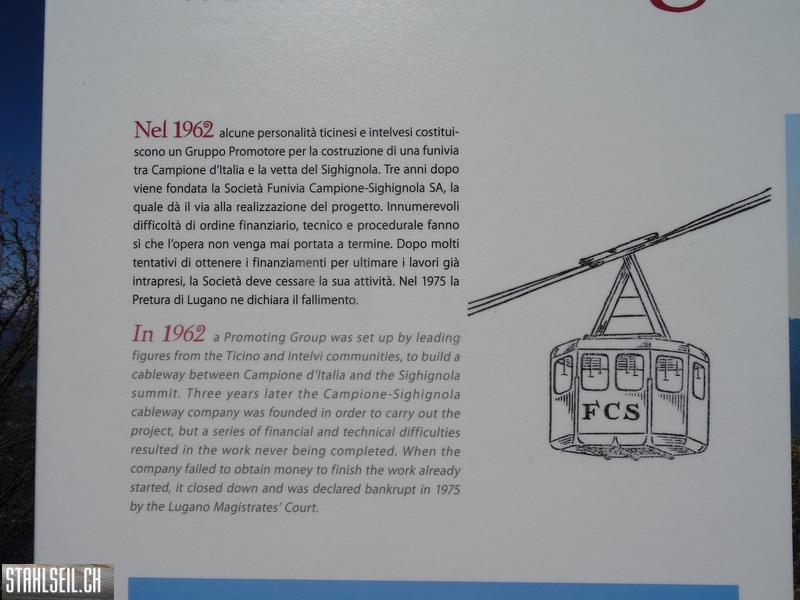 Nel 1962 alcune personalità ticinesi e intelvesi costitui-
scono un Gruppo Promotore per la costruzione di una funivia
tra Campione d'Italia e la vetta del Sighignola. Tre anni dopo
viene fondata la Società Funivia Campione-Sighignola SA, la
quale dà il via alla realizzazione del progetto. Innumerevoli
difficoltà di ordine finanziario, tecnico e procedurale fanno
sì che l'opera non venga mai portata a termine. Dopo molti
tentativi di ottenere i finanziamenti per ultimare i lavori già
intrapresi, la Società deve cessare la sua attività. Nel 1975 la
Pretura di Lugano ne dichiara il fallimento.
In 1962 a Promoting Group was set up by leading
figures from the Ticino and Intelvi communities, to build a
cableway between Campione d'Italia and the Sighignola
summit. Three years later the Campione-Sighignola
cableway company was founded in order to carry out the
project, but a series of financial and technical difficulties
resulted in the work never being completed. When the
company failed to obtain money to finish the work already
started, it closed down and was declared bankrupt in 1975
by the Lugano Magistrates' Court.
FCS
STAHLSEIL.CH